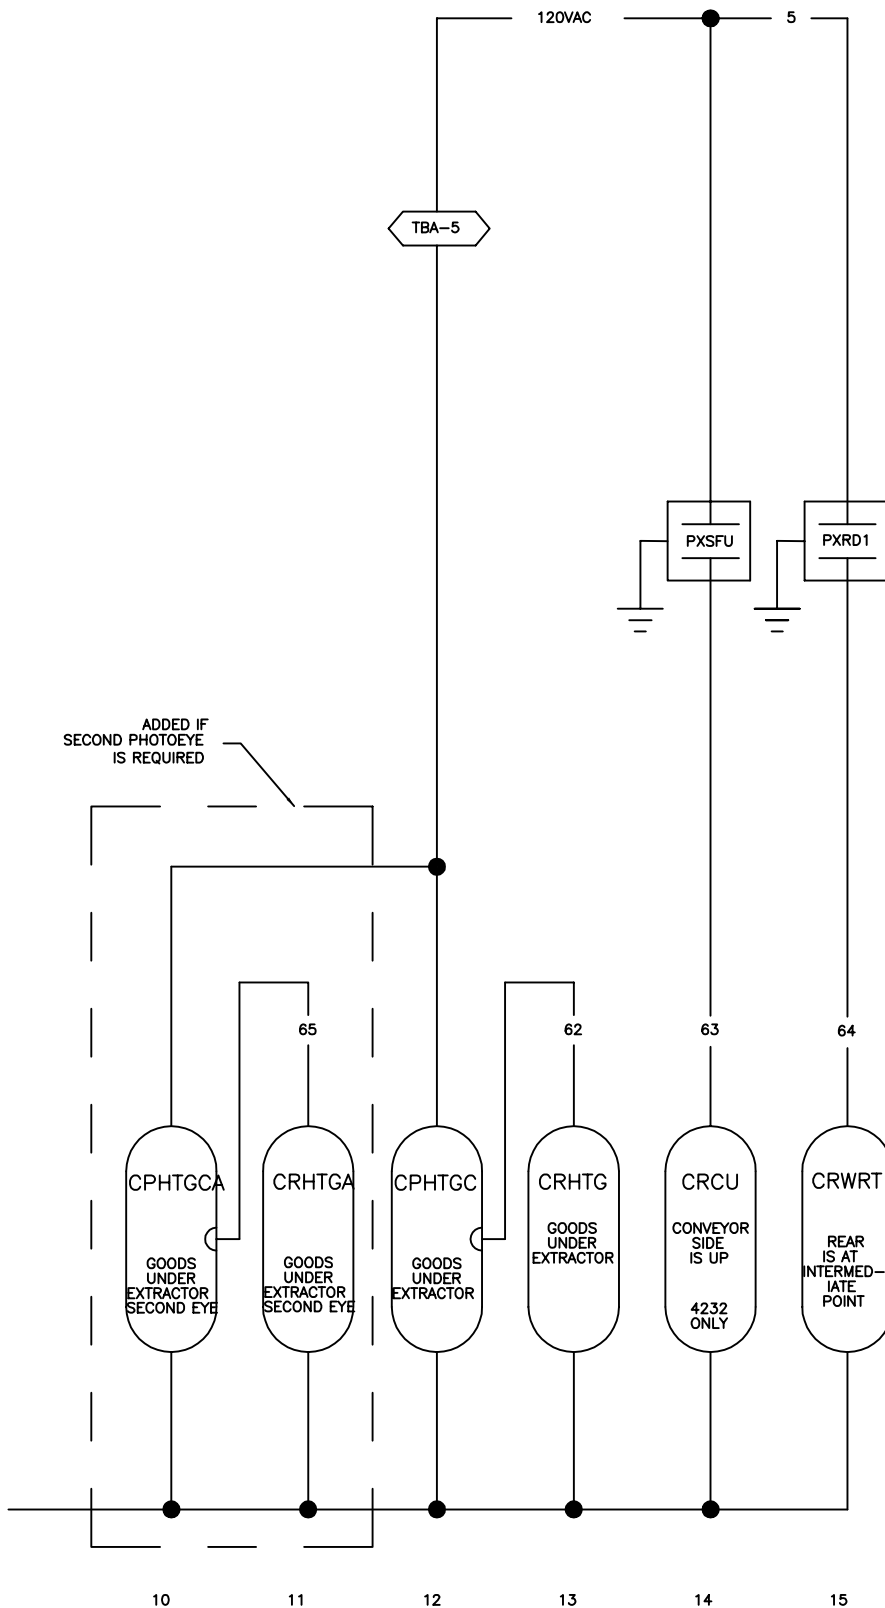 120VAC
5
TBA-5
PXSFU
PXRD1
ADDED IF
SECOND PHOTOEYE
IS REQUIRED
65
62
63
64
CPHTGCA
GOODS
UNDER
EXTRACTOR
SECOND EYE
CRHTGA
GOODS
UNDER
EXTRACTOR
SECOND EYE
CPHTGC
GOODS
UNDER
EXTRACTOR
CRHTG
GOODS
UNDER
EXTRACTOR
CRCU
CONVEYOR
SIDE
IS UP
4232
ONLY
CRWRT
REAR
IS AT
INTERMED-
IATE
POINT
10
11
12
13
14
15